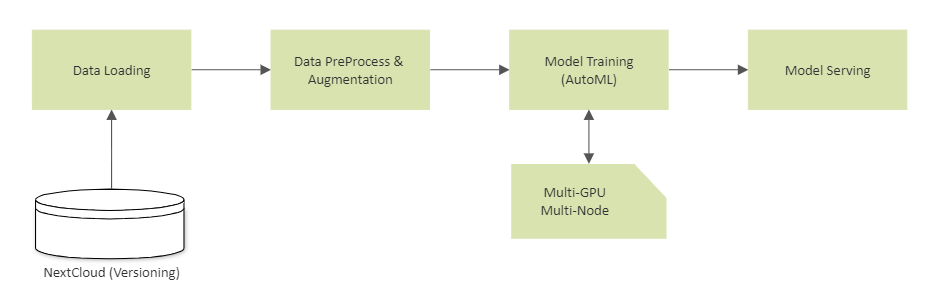 Data Loading
Data PreProcess &
Augmentation
Model Training
(AutoML)
Model Serving
Multi-GPU
Multi-Node
NextCloud (Versioning)